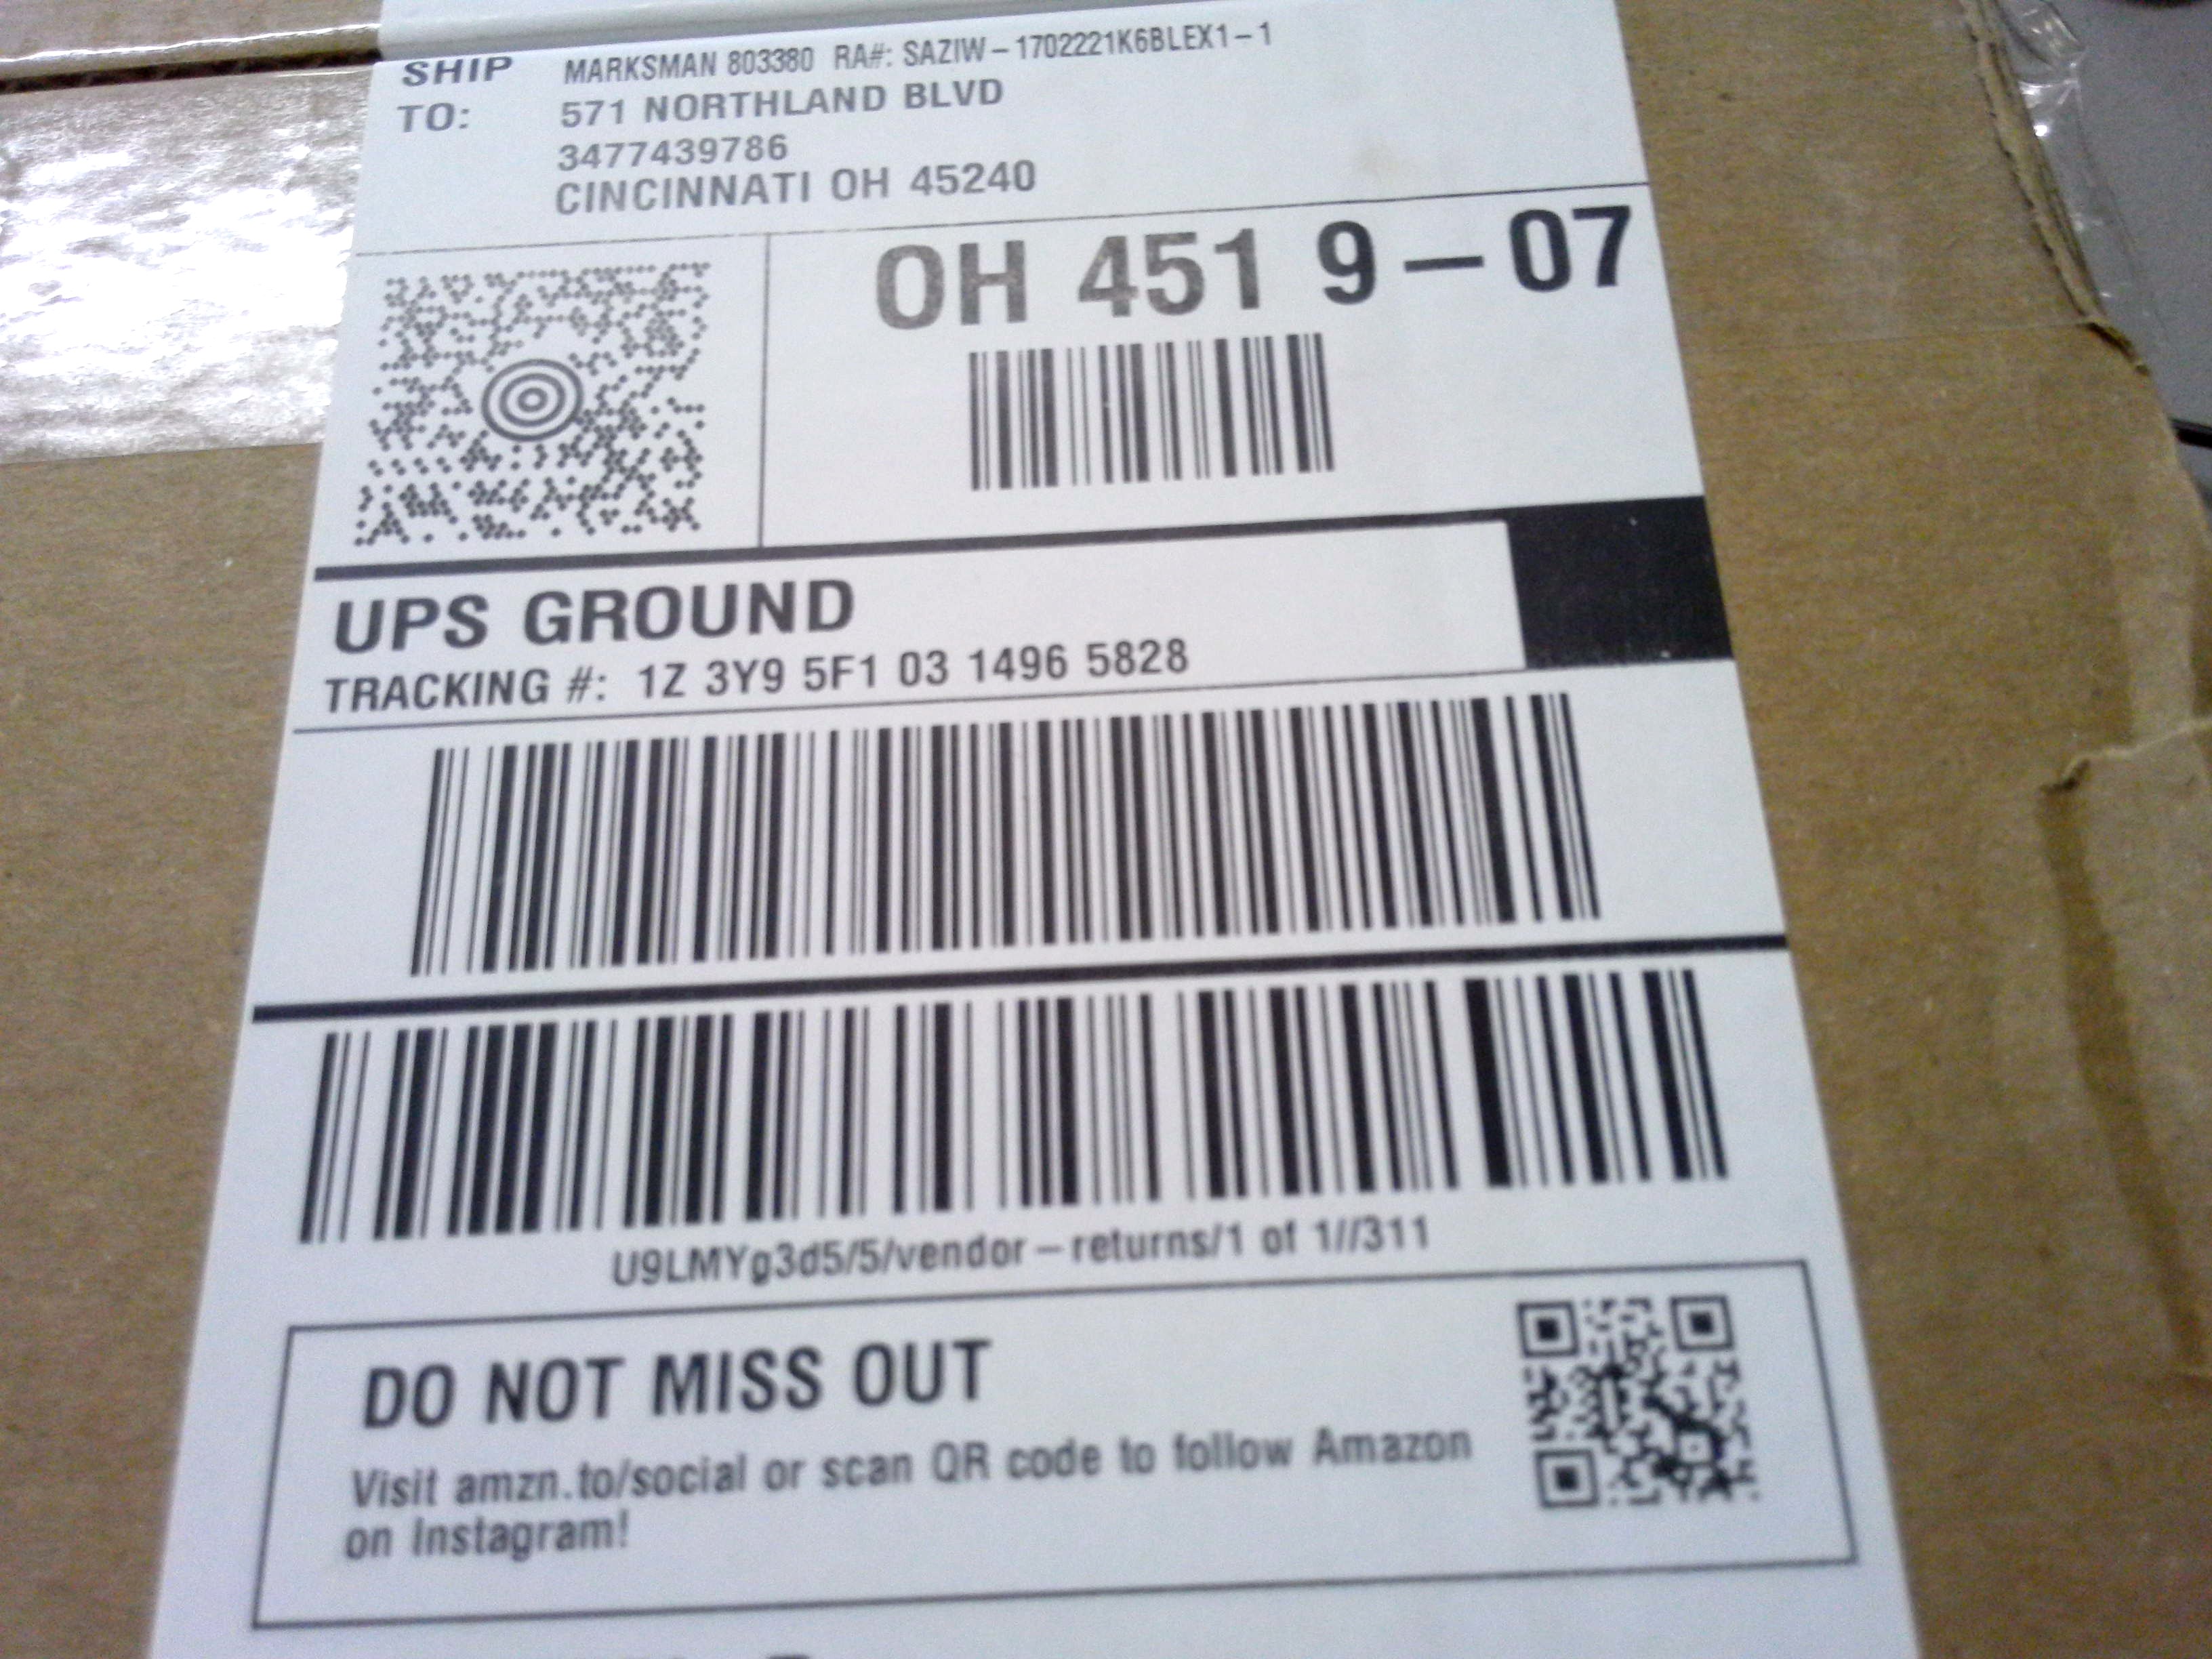 SHIP TO:
MARKSMAN 803380 RA#: SAZIW-1702221K6BLEX1-1
571 NORTHLAND BLVD
3477439786
CINCINNATI OH 45240
OH 451 9-07
UPS GROUND
TRACKING #: 1Z 3Y9 5F1 03 1496 5828
U9LMYg3d5/5/vendor-returns/1 of 1//311
DO NOT MISS OUT
Visit amzn.to/social or scan QR code to follow Amazon
on Instagram!